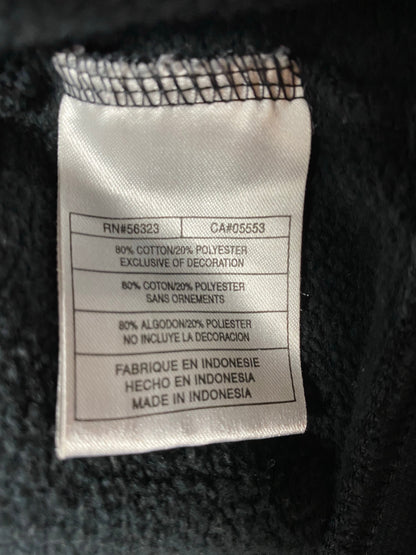 RN#56323 CA#05553
80% COTTON/20% POLYESTER
EXCLUSIVE OF DECORATION
80% COTON/20% POLYESTER
SANS ORNEMENTS
80% ALGODON/20% POLIESTER
NO INCLUYE LA DECORACION
FABRIQUE EN INDONESIE
HECHO EN INDONESIA
MADE IN INDONESIA